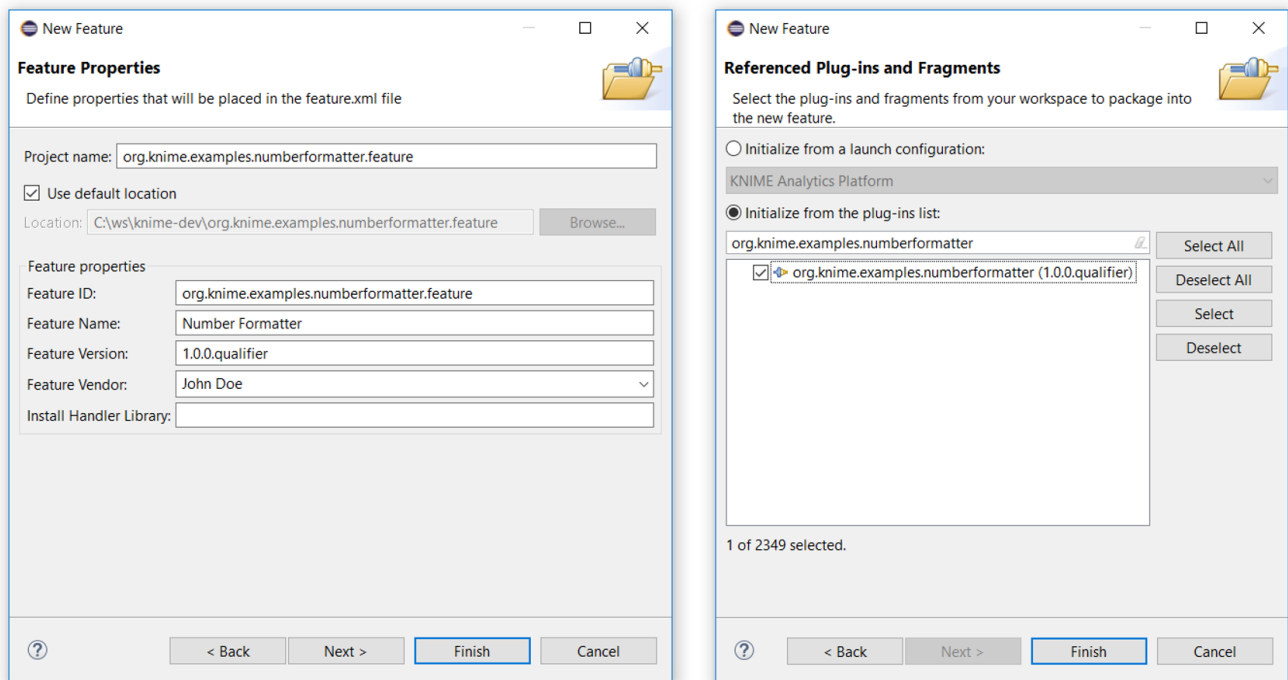 New Feature
Feature Properties
Define properties that will be placed in the feature.xml file
Project name: org.knime.examples.numberformatter.feature
Use default location
Location: C:\ws\knime-dev\org.knime.examples.numberformatter.feature Browse...
Feature properties
Feature ID: org.knime.examples.numberformatter.feature
Feature Name: Number Formatter
Feature Version: 1.0.0.qualifier
Feature Vendor: John Doe
Install Handler Library:
? < Back Next > Finish Cancel
New Feature
Referenced Plug-ins and Fragments
Select the plug-ins and fragments from your workspace to package into
the new feature.
Initialize from a launch configuration:
KNIME Analytics Platform
Initialize from the plug-ins list:
org.knime.examples.numberformatter Select All
org.knime.examples.numberformatter (1.0.0.qualifier) Deselect All
Select
Deselect
1 of 2349 selected.
? < Back Next > Finish Cancel